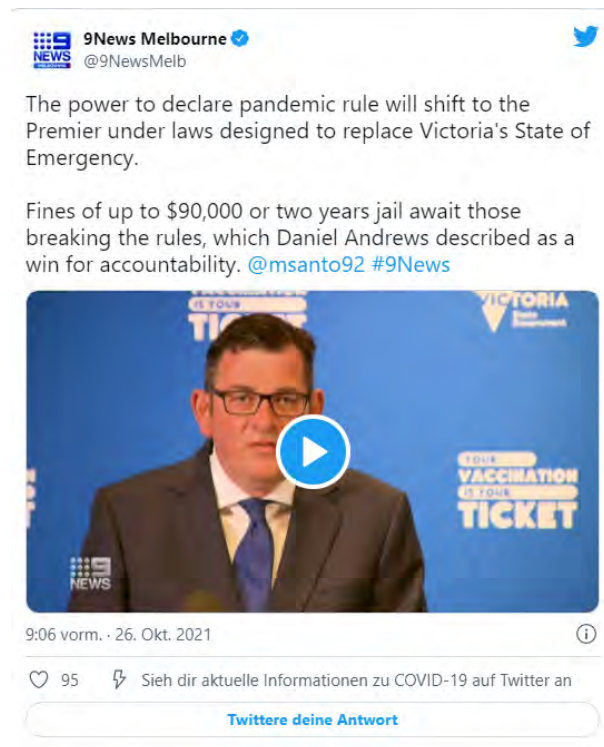 9 NEWS MELBOURNE
9News Melbourne
@9NewsMelb
The power to declare pandemic rule will shift to the
Premier under laws designed to replace Victoria's State of
Emergency.
Fines of up to $90,000 or two years jail await those
breaking the rules, which Daniel Andrews described as a
win for accountability. @msanto92 #9News
VACCINATION
IS YOUR
TICKET
VICTORIA
State
Government
YOUR
VACCINATION
IS YOUR
TICKET
9
NEWS
9:06 vorm. · 26. Okt. 2021
95 Sieh dir aktuelle Informationen zu COVID-19 auf Twitter an
Twittere deine Antwort